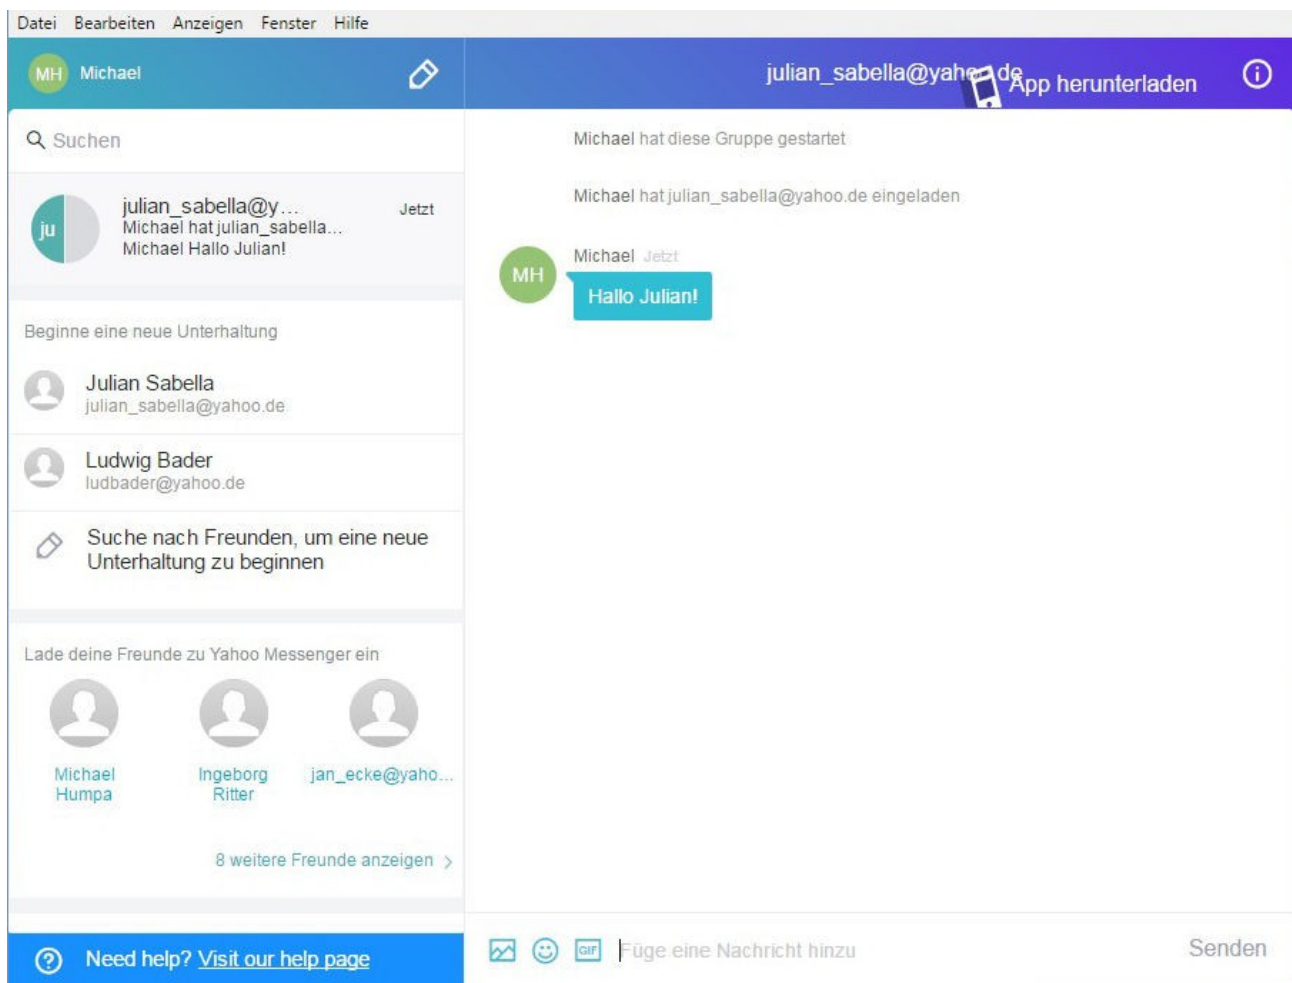 Datei Bearbeiten Anzeigen Fenster Hilfe
MH Michael
Suchen
ju
julian_sabella@y... Jetzt
Michael hat julian_sabella...
Michael Hallo Julian!
Beginne eine neue Unterhaltung
Julian Sabella
julian_sabella@yahoo.de
Ludwig Bader
ludbader@yahoo.de
Suche nach Freunden, um eine neue
Unterhaltung zu beginnen
Lade deine Freunde zu Yahoo Messenger ein
Michael
Humpa
Ingeborg
Ritter
jan_ecke@yaho...
8 weitere Freunde anzeigen >
Need help? Visit our help page
julian_sabella@yahoo.de
App herunterladen
Michael hat diese Gruppe gestartet
Michael hat julian_sabella@yahoo.de eingeladen
Michael Jetzt
MH
Hallo Julian!
GIF Füge eine Nachricht hinzu Senden